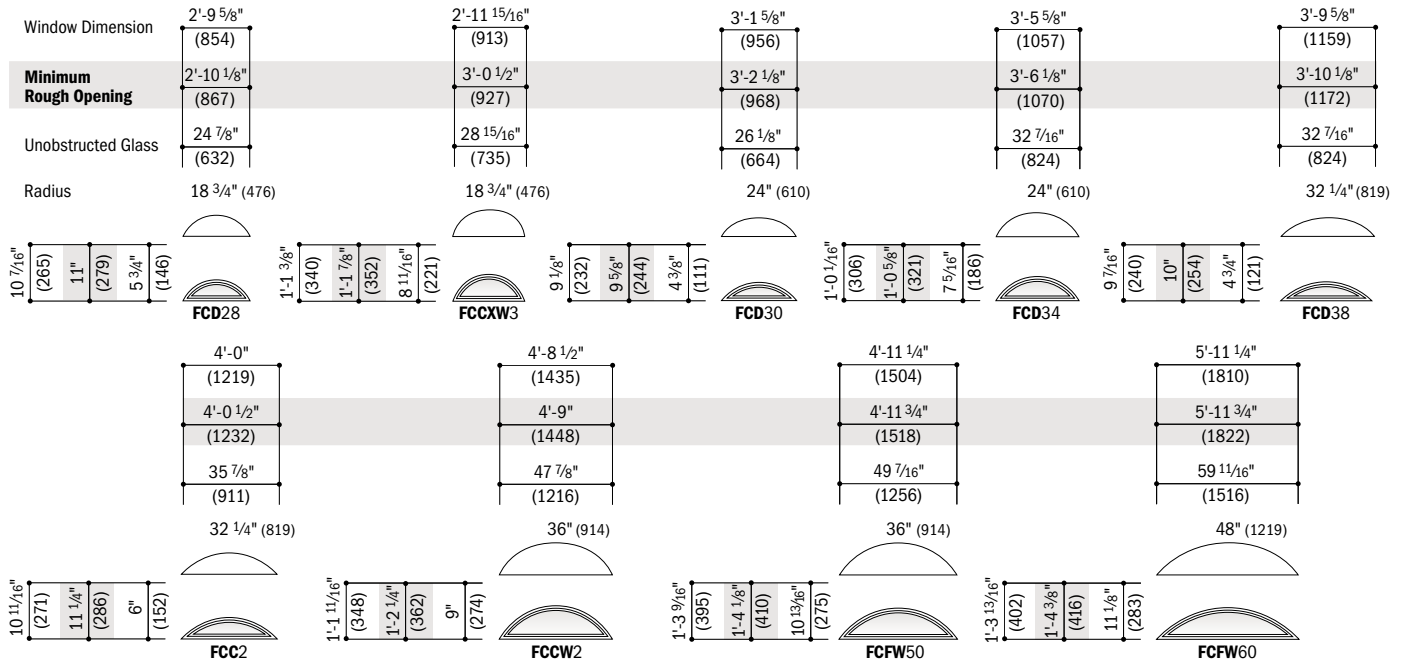 Window Dimension
2'-9 5/8" 2'-11 15/16" 3'-1 5/8" 3'-5 5/8" 3'-9 5/8"
(854) (913) (956) (1057) (1159)
Minimum
Rough Opening
2'-10 1/8" 3'-0 1/2" 3'-2 1/8" 3'-6 1/8" 3'-10 1/8"
(867) (927) (968) (1070) (1172)
Unobstructed Glass
24 7/8" 28 15/16" 26 1/8" 32 7/16" 32 7/16"
(632) (735) (664) (824) (824)
Radius 18 3/4" (476) 18 3/4" (476) 24" (610) 24" (610) 32 1/4" (819)
10 7/16" (265) 11" (279) 5 3/4" (146)
1'-1 3/8" (340) 1'-1 7/8" (352) 8 11/16" (221)
9 1/8" (232) 9 5/8" (244) 4 3/8" (111)
1'-0 1/16" (306) 1'-0 5/8" (321) 7 5/16" (186)
9 7/16" (240) 10" (254) 4 3/4" (121)
FCD28 FCCXW3 FCD30 FCD34 FCD38
4'-0" 4'-8 1/2" 4'-11 1/4" 5'-11 1/4"
(1219) (1435) (1504) (1810)
4'-0 1/2" 4'-9" 4'-11 3/4" 5'-11 3/4"
(1232) (1448) (1518) (1822)
35 7/8" 47 7/8" 49 7/16" 59 11/16"
(911) (1216) (1256) (1516)
32 1/4" (819) 36" (914) 36" (914) 48" (1219)
10 11/16" (271) 11 1/4" (286) 6" (152)
1'-1 11/16" (348) 1'-2 1/4" (362) 9" (274)
1'-3 9/16" (395) 1'-4 1/8" (410) 10 13/16" (275)
1'-3 13/16" (402) 1'-4 3/8" (416) 11 1/8" (283)
FCC2 FCCW2 FCFW50 FCFW60